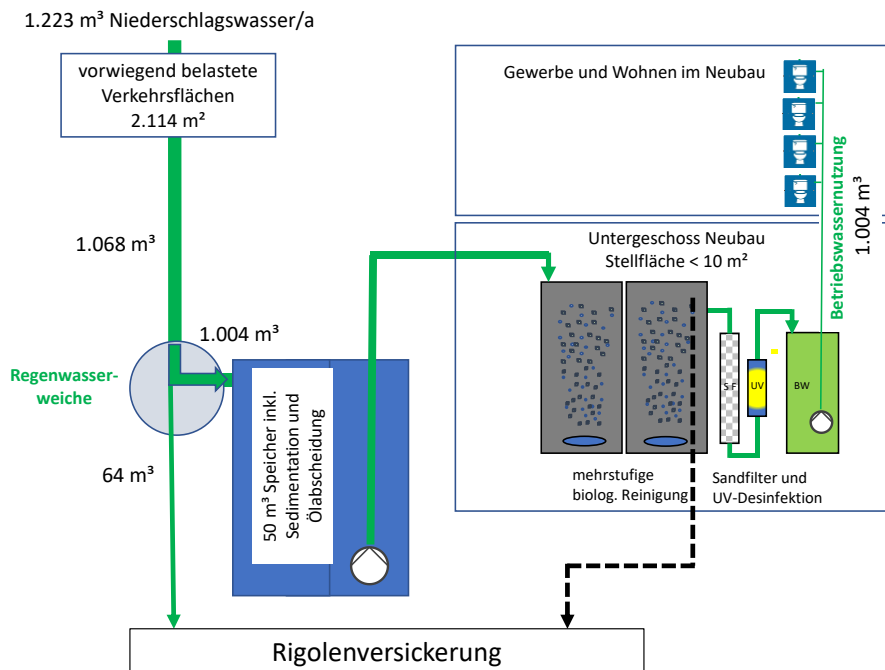 1.223 m³ Niederschlagswasser/a
vorwiegend belastete
Verkehrsflächen
2.114 m²
1.068 m³
1.004 m³
Regenwasser-
weiche
64 m³
50 m³ Speicher inkl.
Sedimentation und
Ölabscheidung
Gewerbe und Wohnen im Neubau
Betriebswassernutzung
1.004 m³
Untergeschoss Neubau
Stellfläche < 10 m²
S F
UV
BW
mehrstufige
biolog. Reinigung
Sandfilter und
UV-Desinfektion
Rigolenversickerung